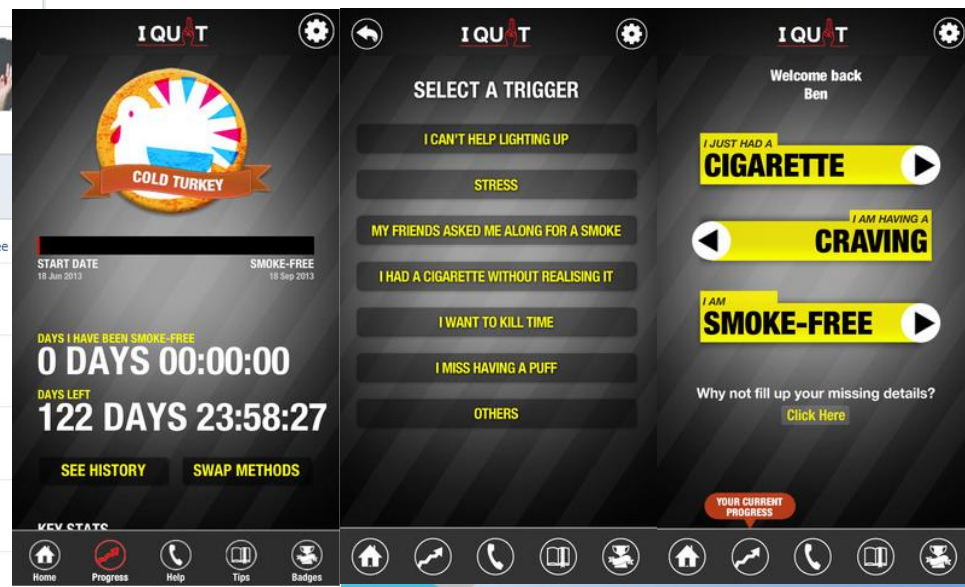 I QUIT
COLD TURKEY
START DATE
18 Jun 2013
SMOKE-FREE
18 Sep 2013
DAYS I HAVE BEEN SMOKE-FREE
0 DAYS 00:00:00
DAYS LEFT
122 DAYS 23:58:27
SEE HISTORY
SWAP METHODS
KEY STATS
Home
Progress
Help
Tips
Badges
I QUIT
SELECT A TRIGGER
I CAN'T HELP LIGHTING UP
STRESS
MY FRIENDS ASKED ME ALONG FOR A SMOKE
I HAD A CIGARETTE WITHOUT REALISING IT
I WANT TO KILL TIME
I MISS HAVING A PUFF
OTHERS
I QUIT
Welcome back
Ben
I JUST HAD A
CIGARETTE
I AM HAVING A
CRAVING
I AM
SMOKE-FREE
Why not fill up your missing details?
Click Here
YOUR CURRENT
PROGRESS